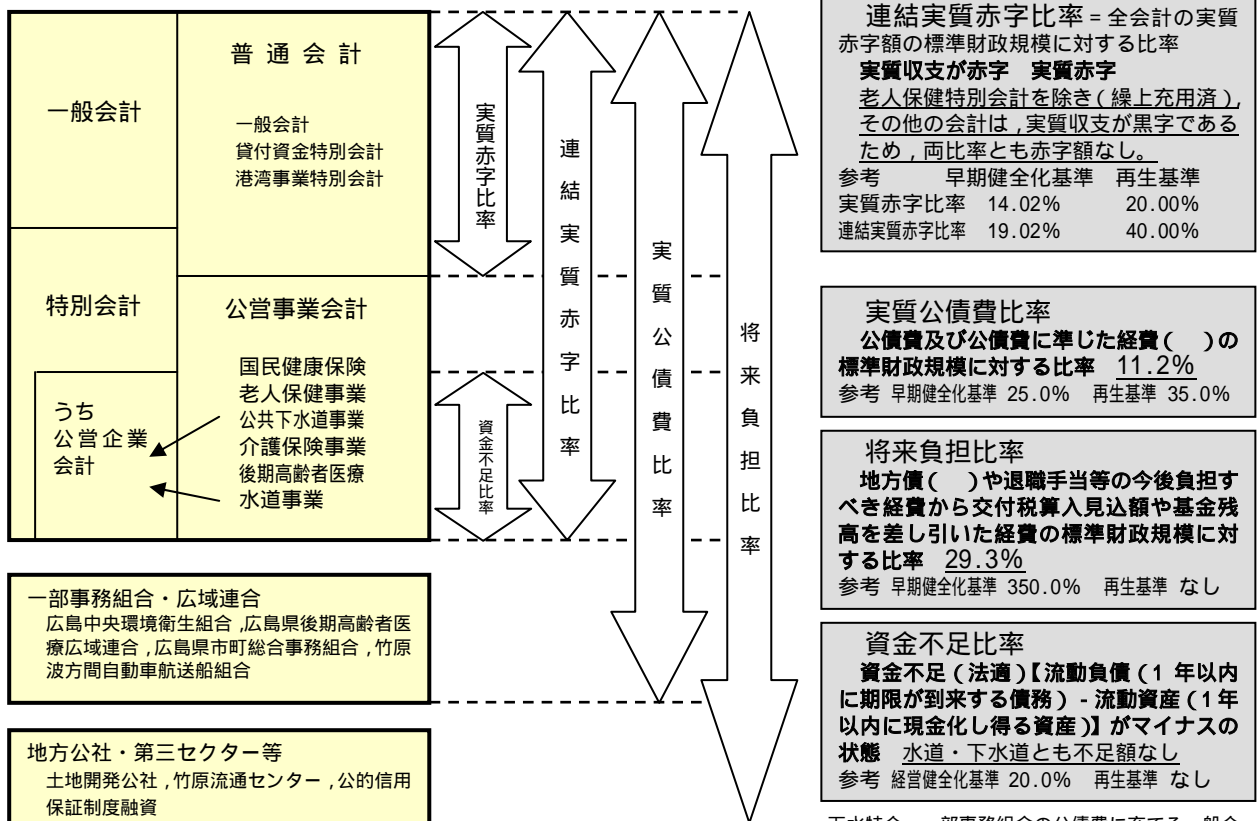 一般会計
普通会計
一般会計
貸付資金特別会計
港湾事業特別会計
特別会計
公営事業会計
国民健康保険
老人保健事業
公共下水道事業
介護保険事業
後期高齢者医療
水道事業
うち
公営企業
会計
一部事務組合・広域連合
広島中央環境衛生組合,広島県後期高齢者医
療広域連合,広島県市町総合事務組合,竹原
波方間自動車航送船組合
地方公社・第三セクター等
土地開発公社,竹原流通センター,公的信用
保証制度融資
実質赤字比率
資金不足比率
連結実質赤字比率
実質公債費比率
将来負担比率
連結実質赤字比率=全会計の実質
赤字額の標準財政規模に対する比率
実質収支が赤字 実質赤字
老人保健特別会計を除き(繰上充用済),
その他の会計は,実質収支が黒字である
ため,両比率とも赤字額なし。
参考 早期健全化基準 再生基準
実質赤字比率 14.02% 20.00%
連結実質赤字比率 19.02% 40.00%
実質公債費比率
公債費及び公債費に準じた経費( )の
標準財政規模に対する比率 11.2%
参考 早期健全化基準 25.0% 再生基準 35.0%
将来負担比率
地方債( )や退職手当等の今後負担す
べき経費から交付税算入見込額や基金残
高を差し引いた経費の標準財政規模に対
する比率 29.3%
参考 早期健全化基準 350.0% 再生基準 なし
資金不足比率
資金不足(法適)【流動負債(1 年以内
に期限が到来する債務)-流動資産(1年
以内に現金化し得る資産)】がマイナスの
状態 水道・下水道とも不足額なし
参考 経営健全化基準 20.0% 再生基準 なし